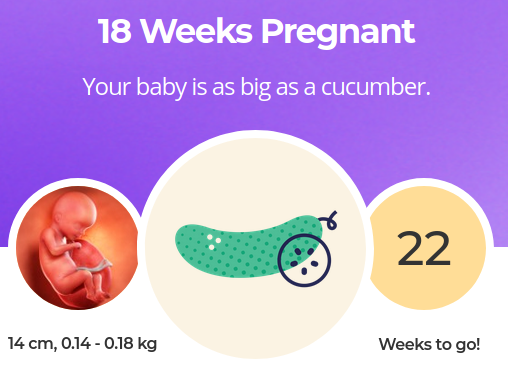 18 Weeks Pregnant
Your baby is as big as a cucumber.
22
14 cm, 0.14 - 0.18 kg
Weeks to go!